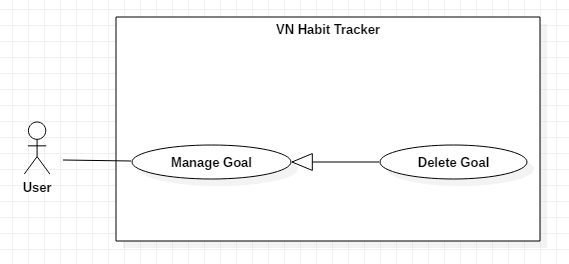 VN Habit Tracker
Manage Goal
Delete Goal
User